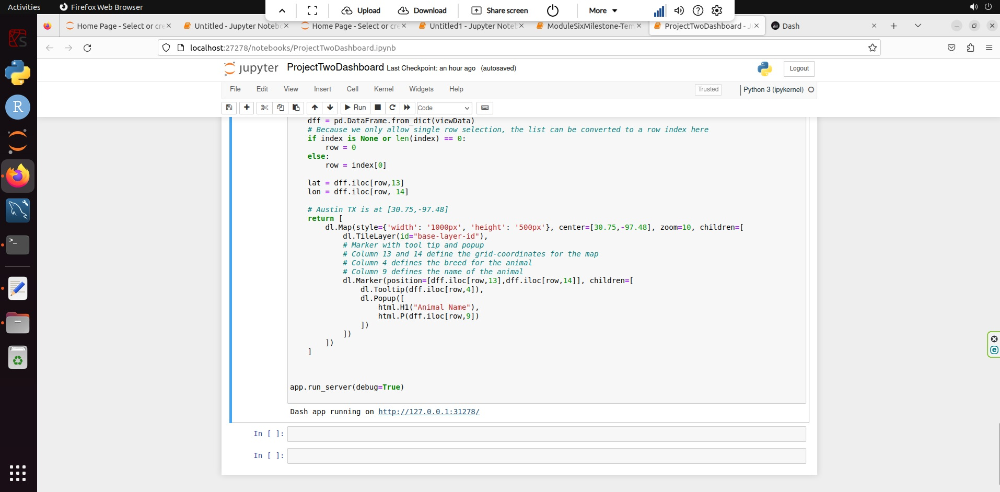 Activities
Firefox Web Browser
Upload
Download
Share screen
More
Home Page - Select or cre
Untitled - Jupyter Noteb
Home Page - Select or cre
Untitled1 - Jupyter Noteb
ModuleSixMilestone-Tem
ProjectTwoDashboard - J
Dash
localhost:27278/notebooks/ProjectTwoDashboard.ipynb
jupyter
ProjectTwoDashboard Last Checkpoint: an hour ago (autosaved)
Logout
File Edit View Insert Cell Kernel Widgets Help
Trusted
Python 3 (ipykernel)
Run
Code
dff = pd.DataFrame.from_dict(viewData)
# Because we only allow single row selection, the list can be converted to a row index here
if index is None or len(index) == 0:
row = 0
else:
row = index[0]
lat = dff.iloc[row,13]
lon = dff.iloc[row, 14]
# Austin TX is at [30.75,-97.48]
return [
dl.Map(style={'width': '1000px', 'height': '500px'}, center=[30.75,-97.48], zoom=10, children=[
dl.TileLayer(id="base-layer-id"),
# Marker with tool tip and popup
# Column 13 and 14 define the grid-coordinates for the map
# Column 4 defines the breed for the animal
# Column 9 defines the name of the animal
dl.Marker(position=[dff.iloc[row,13],dff.iloc[row,14]], children=[
dl.Tooltip(dff.iloc[row,4]),
dl.Popup([
html.H1("Animal Name"),
html.P(dff.iloc[row,9])
])
])
])
]
app.run_server(debug=True)
Dash app running on http://127.0.0.1:31278/
In [ ]:
In [ ]: